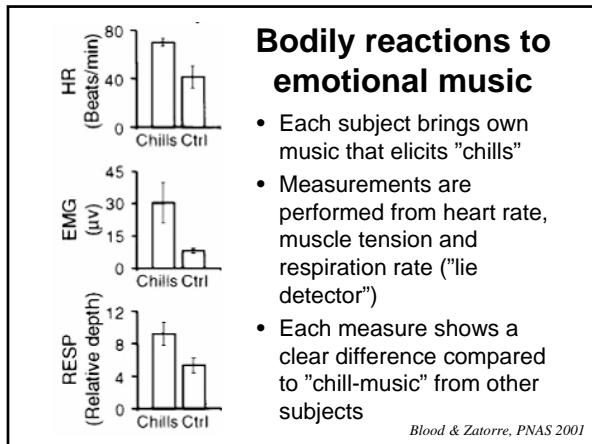 Bodily reactions to
emotional music
• Each subject brings own
music that elicits ”chills”
• Measurements are
performed from heart rate,
muscle tension and
respiration rate (”lie
detector”)
• Each measure shows a
clear difference compared
to ”chill-music” from other
subjects
Blood & Zatorre, PNAS 2001
HR
(Beats/min)
80
40
0
Chills Ctrl
EMG
(µv)
45
30
15
0
Chills Ctrl
RESP
(Relative depth)
12
8
4
0
Chills Ctrl